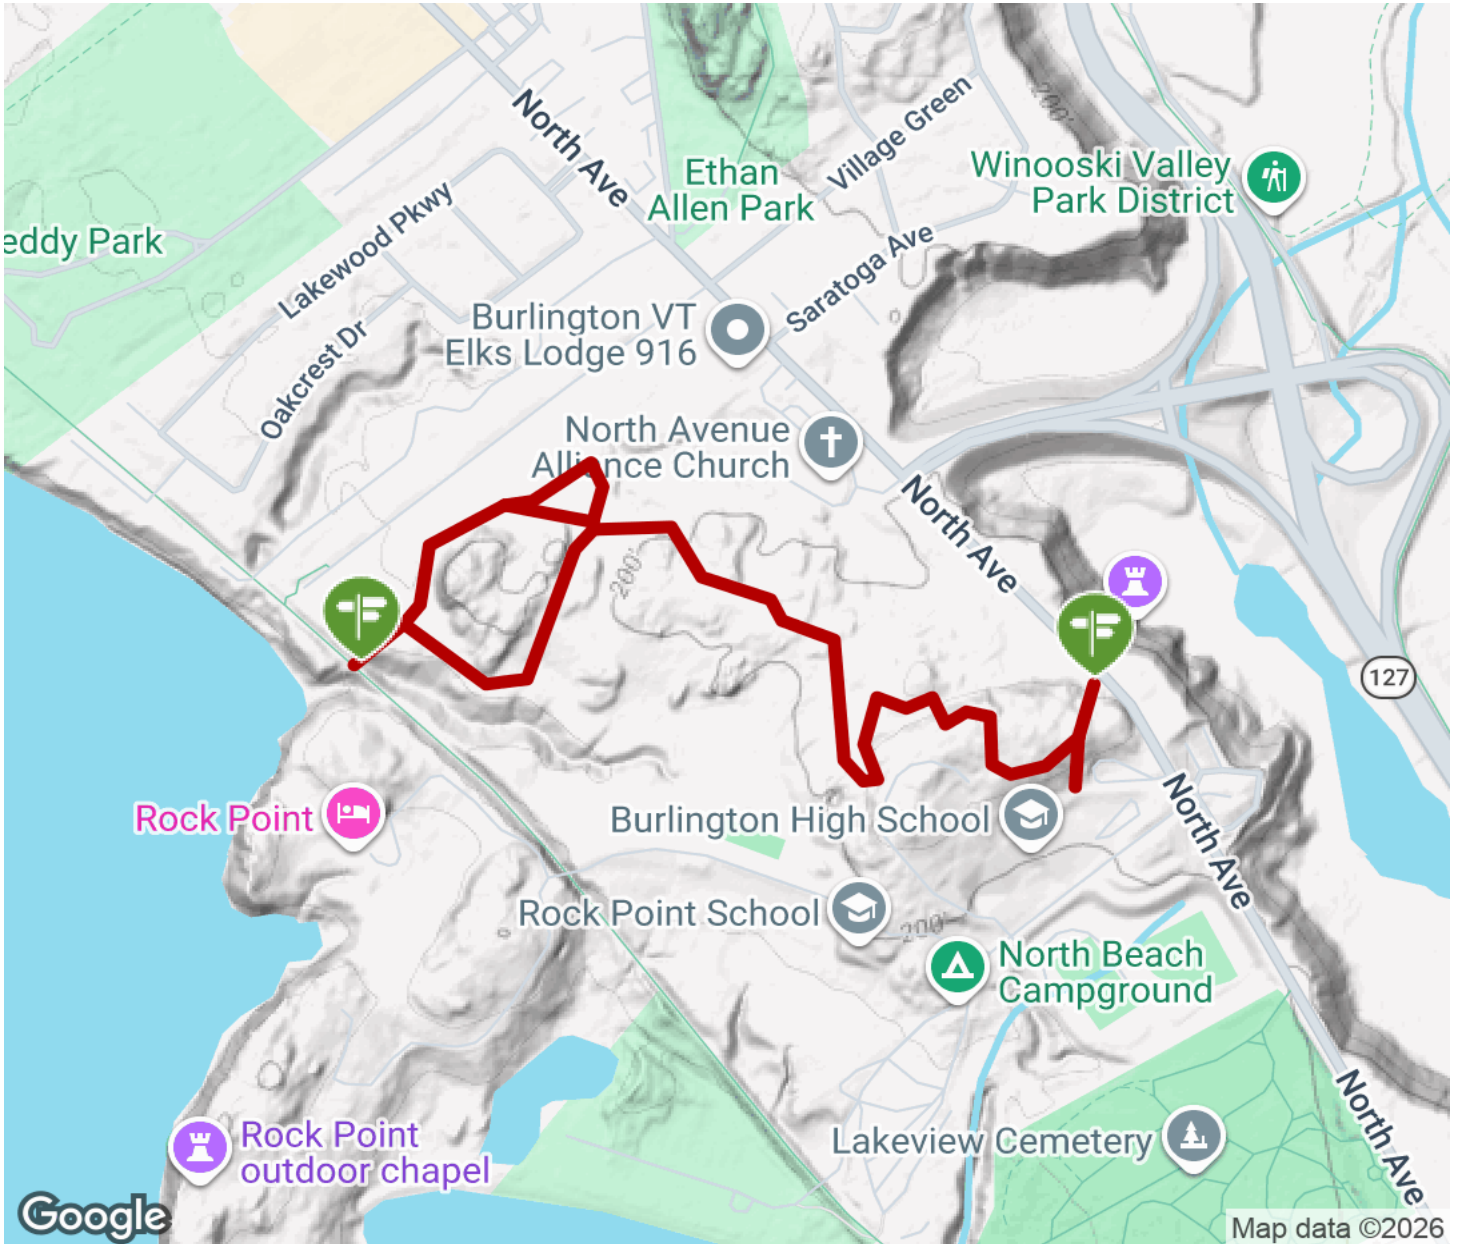 North Ave
Village Green
200'
Ethan
Allen Park
Winooski Valley
Park District
eddy Park
Lakewood Pkwy
Saratoga Ave
Burlington VT
Elks Lodge 916
Oakcrest Dr
North Avenue
Alliance Church
North Ave
200'
127
Rock Point
Burlington High School
North Ave
Rock Point School
200'
North Beach
Campground
Rock Point
outdoor chapel
Lakeview Cemetery
North Ave
Google
Map data ©2026